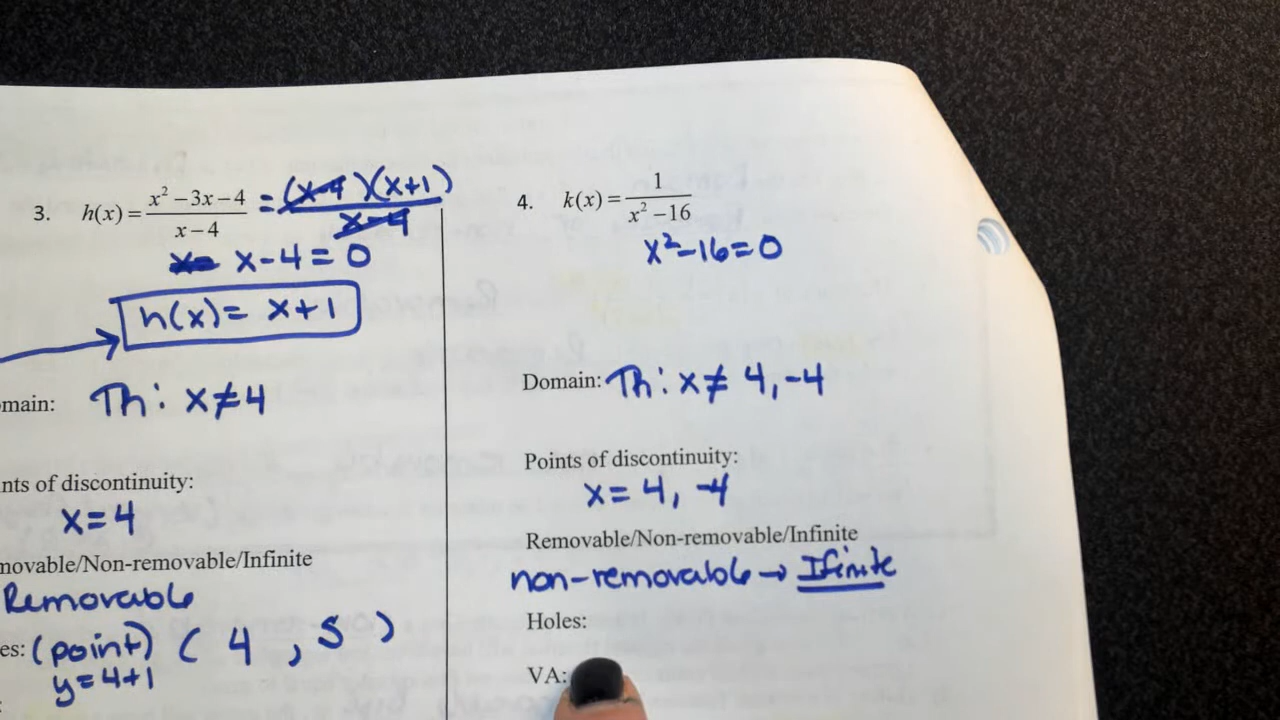 3. h(x) = x² – 3x – 4 / x – 4 = (x-4)(x+1) / x-4
x-4 = 0
h(x) = x+1
main: Th: x≠4
nts of discontinuity:
x = 4
movable/Non-removable/Infinite
Removable
es: (point) (4, 5)
y = 4+1
4. k(x) = 1 / x² – 16
x²-16=0
Domain: Th: x ≠ 4, -4
Points of discontinuity:
x = 4, -4
Removable/Non-removable/Infinite
non-removable → Ifinite
Holes:
VA: